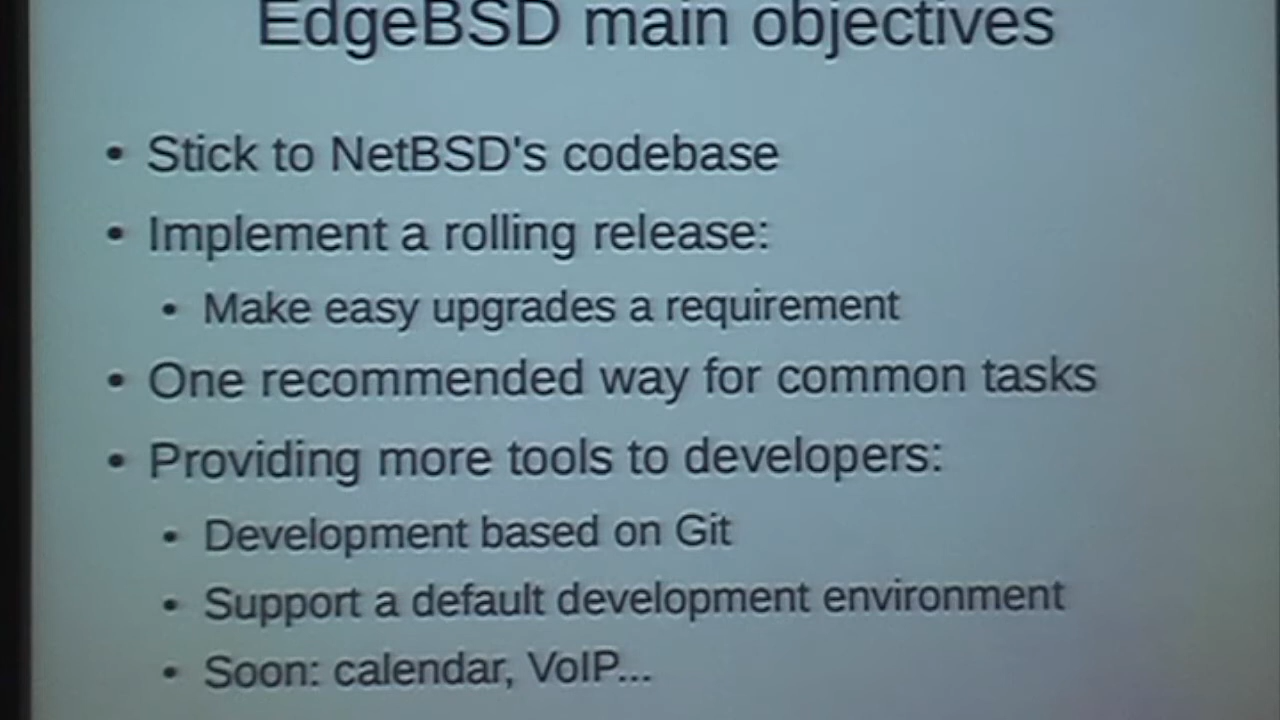 EdgeBSD main objectives
• Stick to NetBSD's codebase
• Implement a rolling release:
• Make easy upgrades a requirement
• One recommended way for common tasks
• Providing more tools to developers:
• Development based on Git
• Support a default development environment
• Soon: calendar, VoIP...